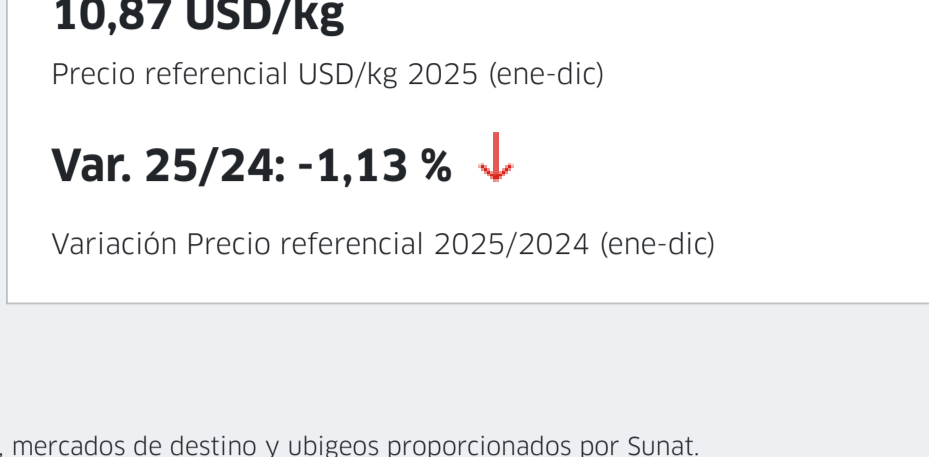 10,87 USD/kg
Precio referencial USD/kg 2025 (ene-dic)
Var. 25/24: -1,13 %
Variación Precio referencial 2025/2024 (ene-dic)
, mercados de destino y ubigeos proporcionados por Sunat.